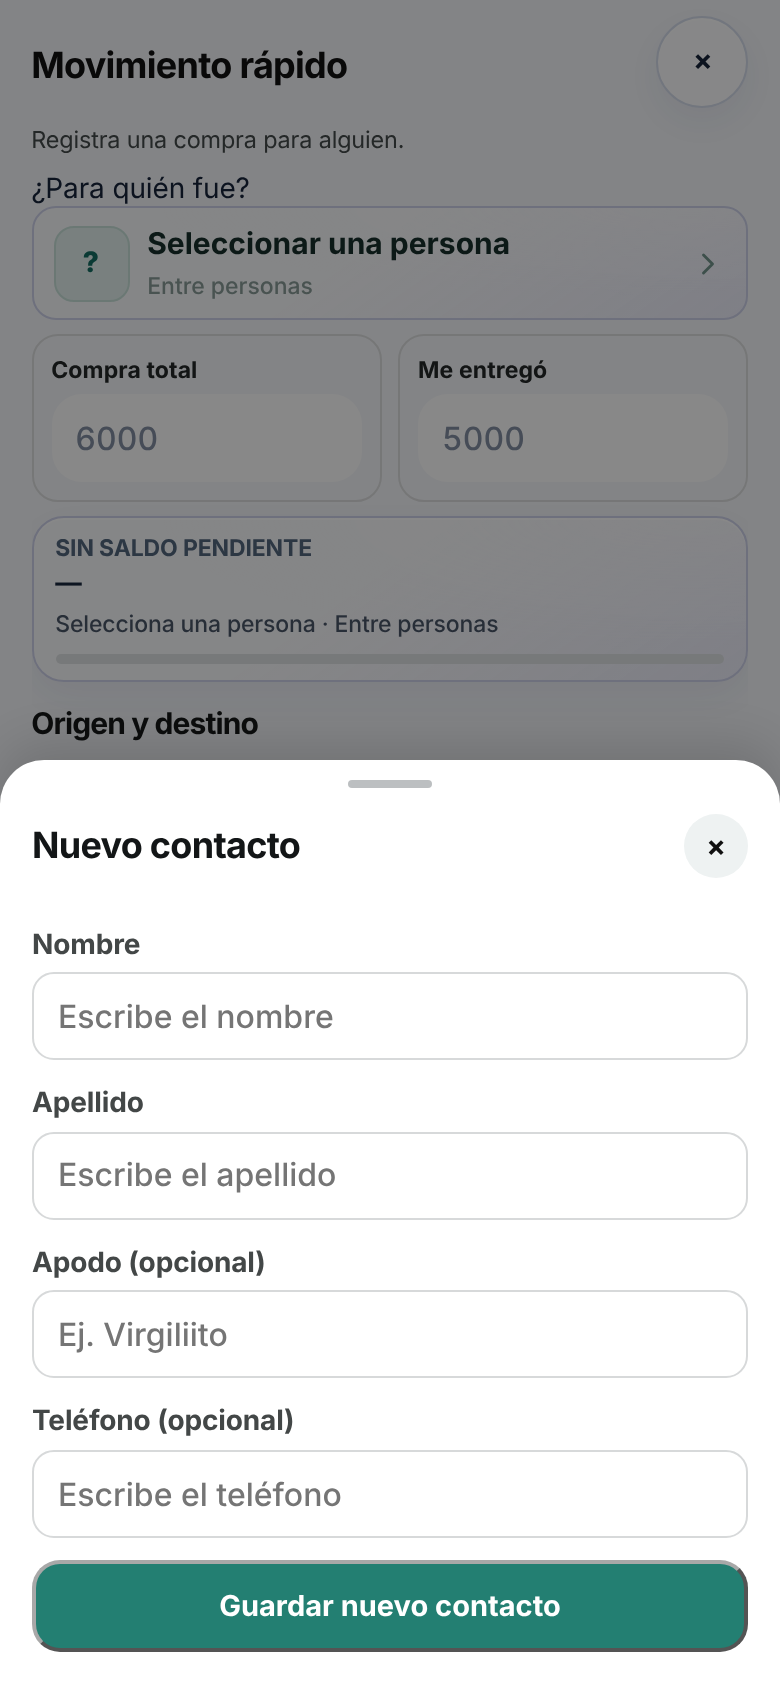 Movimiento rápido
×
Registra una compra para alguien.
¿Para quién fue?
?
Seleccionar una persona
Entre personas
Compra total
Me entregó
6000
5000
SIN SALDO PENDIENTE
—
Selecciona una persona · Entre personas
Origen y destino
Nuevo contacto
×
Nombre
Escribe el nombre
Apellido
Escribe el apellido
Apodo (opcional)
Ej. Virgiliito
Teléfono (opcional)
Escribe el teléfono
Guardar nuevo contacto